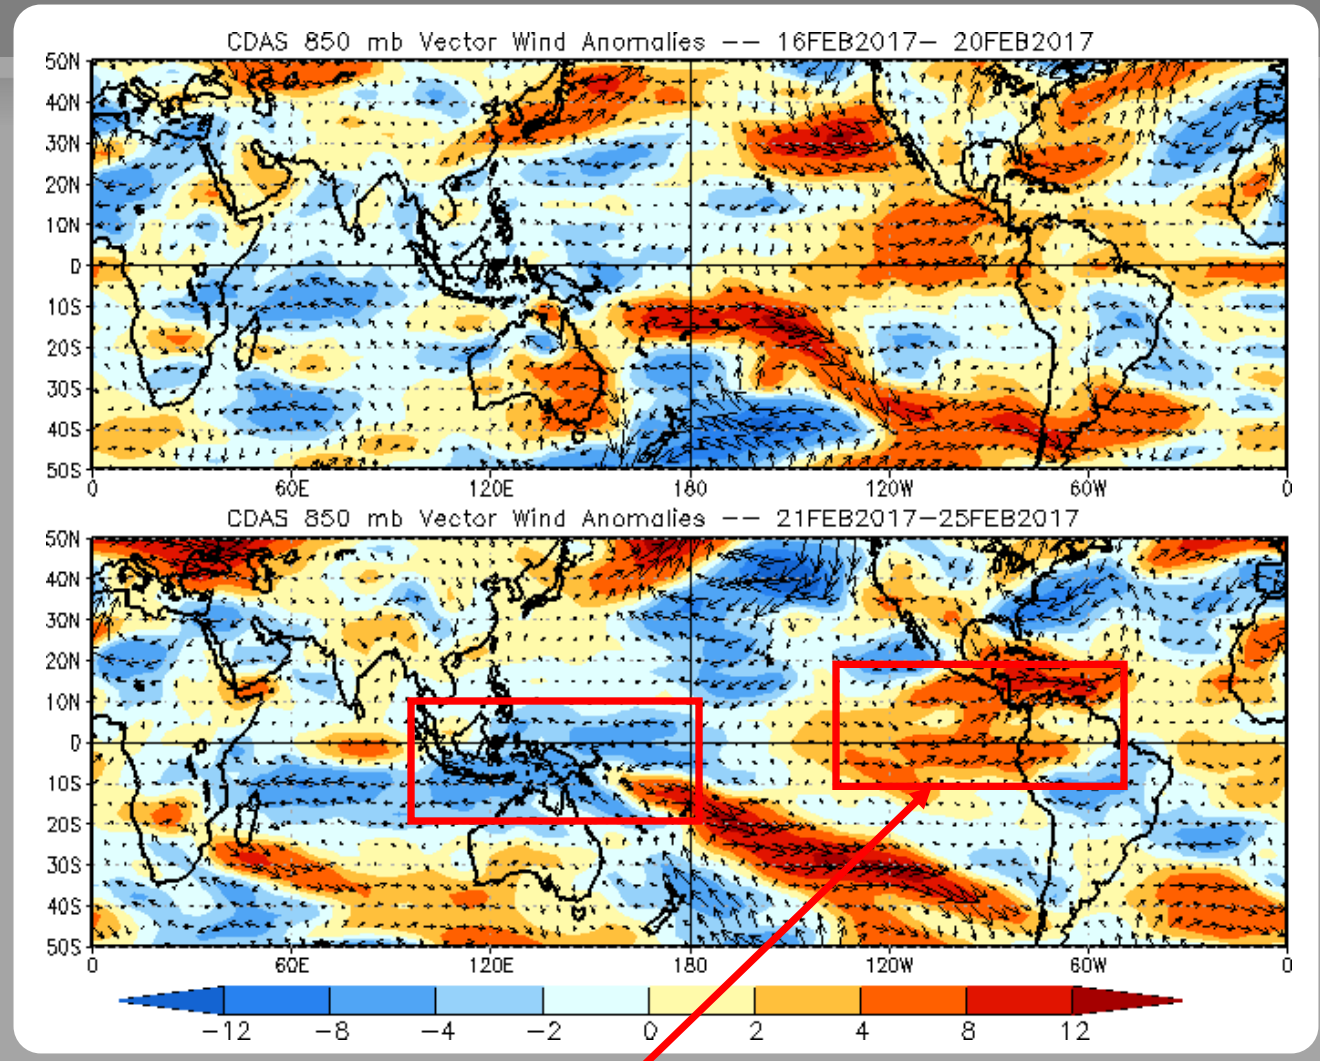 CDAS 850 mb Vector Wind Anomalies -- 16FEB2017- 20FEB2017
50N
40N
30N
20N
10N
0
10S
20S
30S
40S
50S
0 60E 120E 180 120W 60W 0
CDAS 850 mb Vector Wind Anomalies -- 21FEB2017-25FEB2017
50N
40N
30N
20N
10N
0
10S
20S
30S
40S
50S
0 60E 120E 180 120W 60W 0
-12 -8 -4 -2 0 2 4 8 12